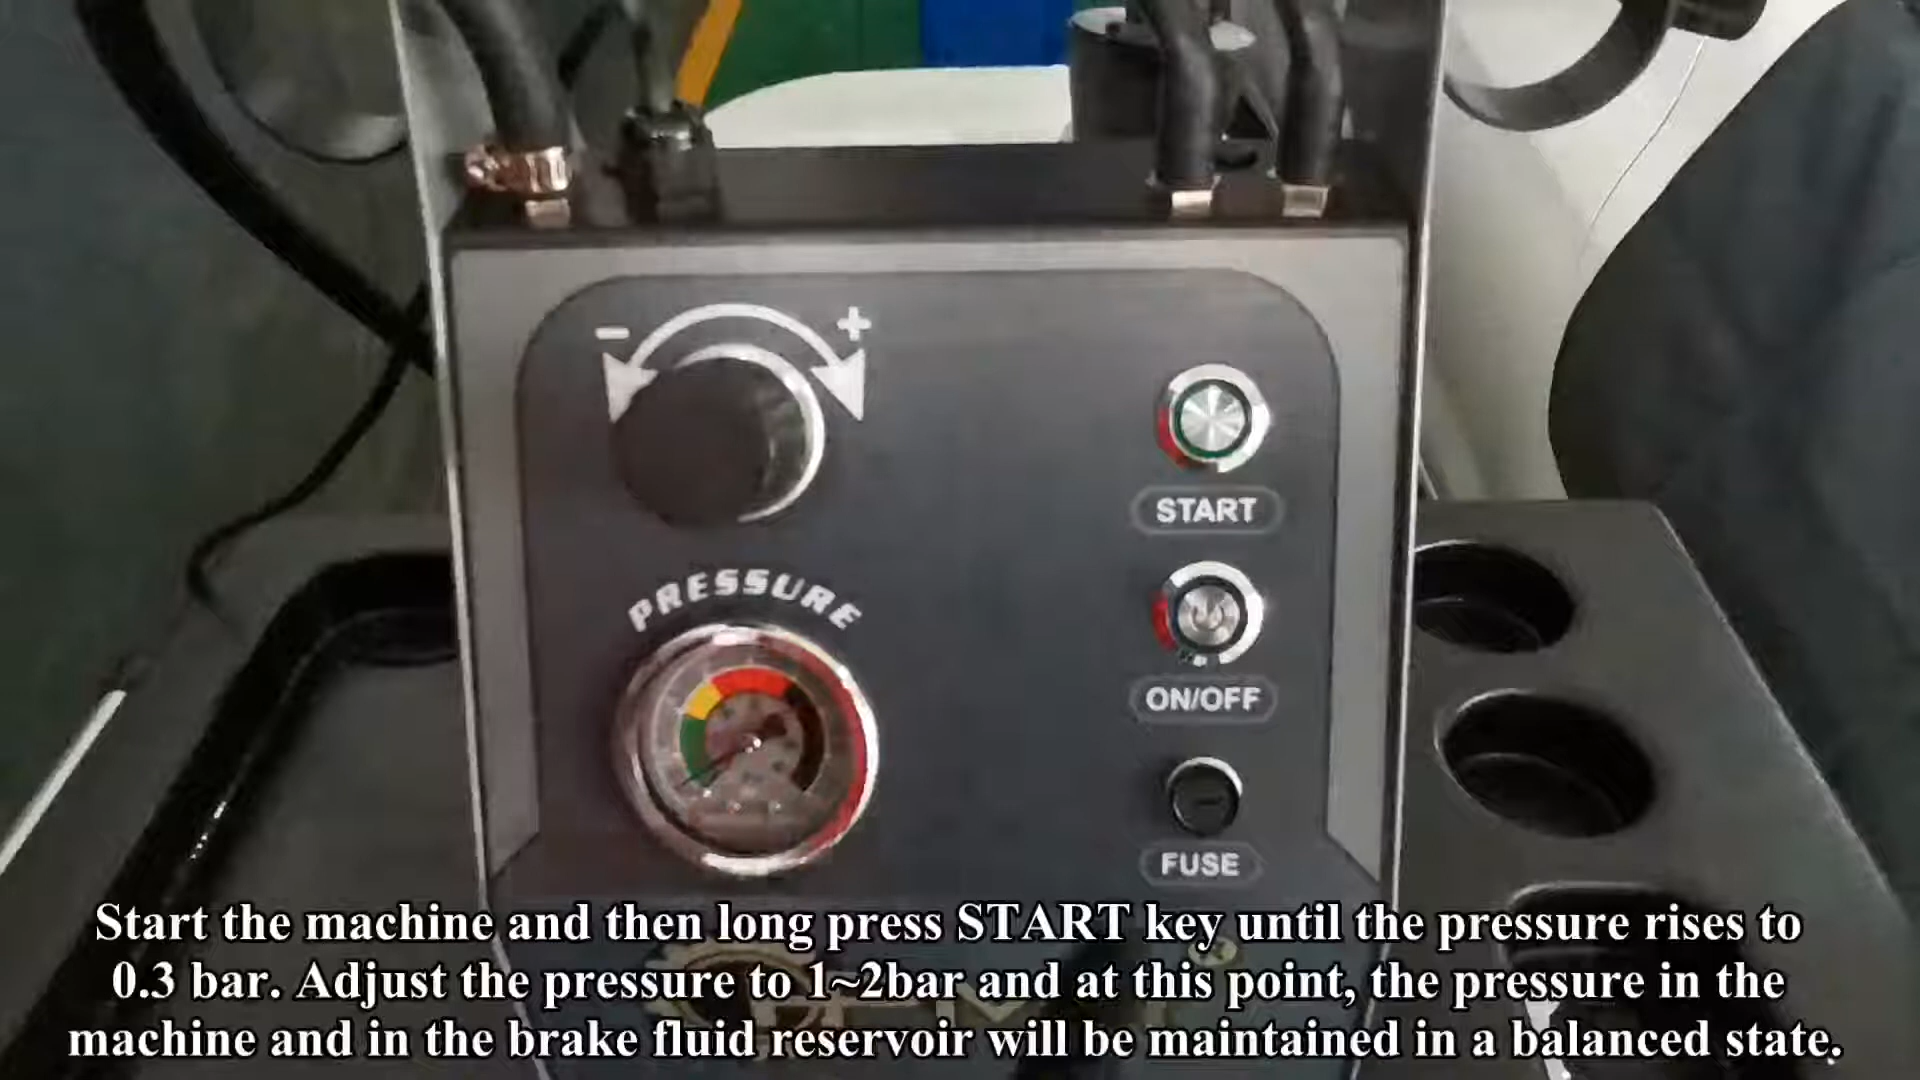 - +
START
PRESSURE
ON/OFF
FUSE
Start the machine and then long press START key until the pressure rises to
0.3 bar. Adjust the pressure to 1~2bar and at this point, the pressure in the
machine and in the brake fluid reservoir will be maintained in a balanced state.